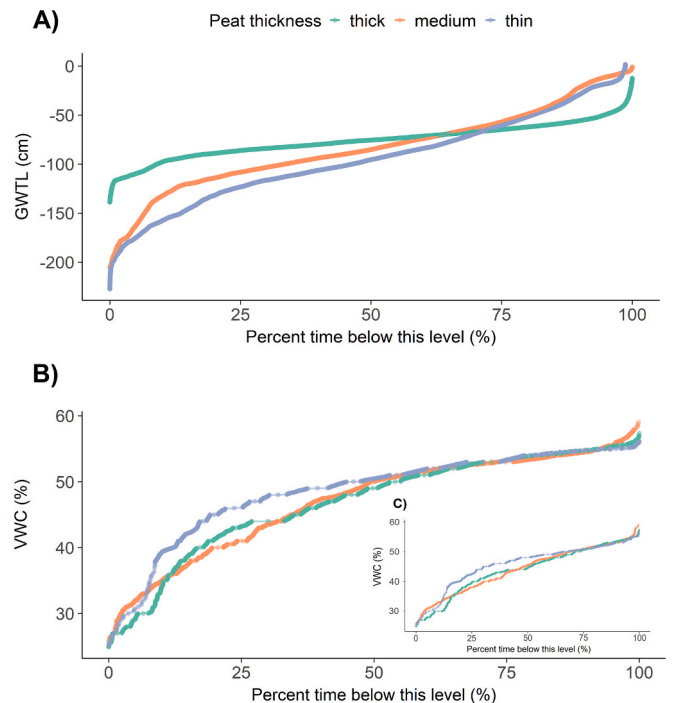 A)
Peat thickness thick medium thin
0
-50
-100
-150
-200
GWTL (cm)
0 25 50 75 100
Percent time below this level (%)
B)
60
50
40
30
VWC (%)
C)
60
50
40
30
VWC (%)
0 25 50 75 100
Percent time below this level (%)
0 25 50 75 100
Percent time below this level (%)